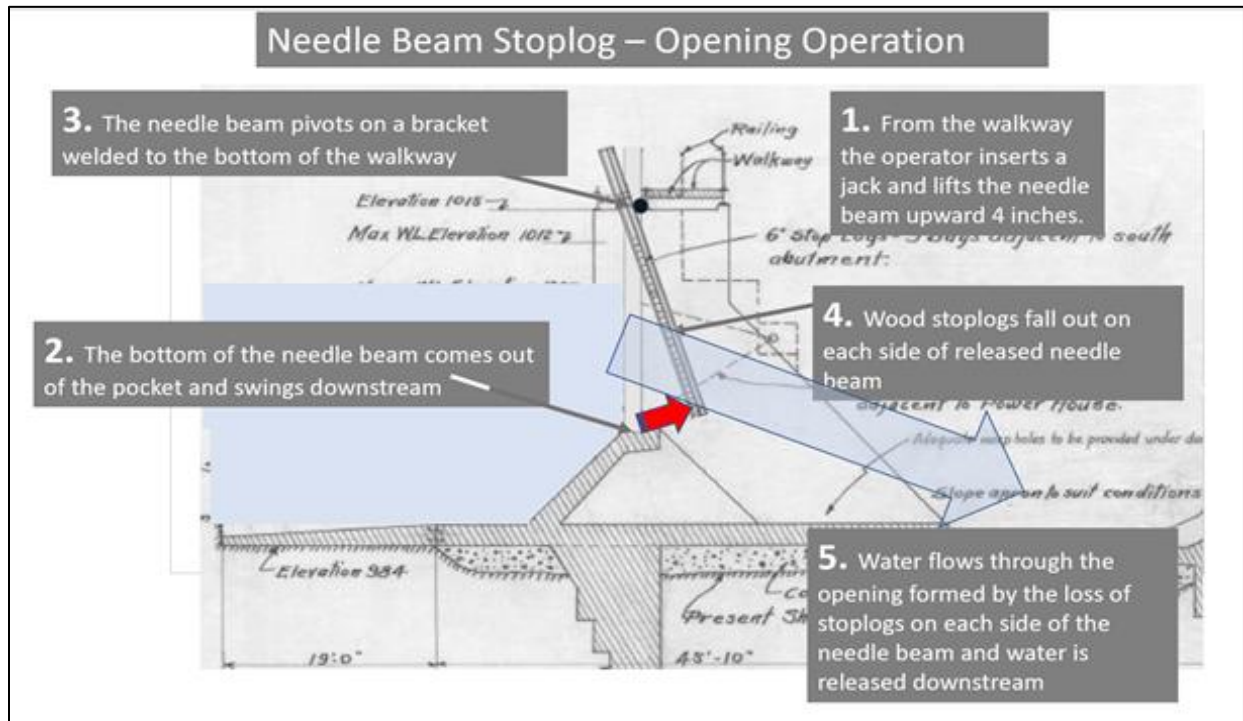 Needle Beam Stoplog – Opening Operation
3. The needle beam pivots on a bracket
welded to the bottom of the walkway
1. From the walkway
the operator inserts a
jack and lifts the needle
beam upward 4 inches.
Railing
Walkway
Elevation 1015
Max WL. Elevation 1012
6" Stop Logs
adjacent to south
abutment.
2. The bottom of the needle beam comes out
of the pocket and swings downstream
4. Wood stoplogs fall out on
each side of released needle
beam
adjacent to Power House.
Adequate weep holes to be provided under
Slope apron to suit conditions
Elevation 984
Present
5. Water flows through the
opening formed by the loss of
stoplogs on each side of the
needle beam and water is
released downstream
19'-0"
45'-10"